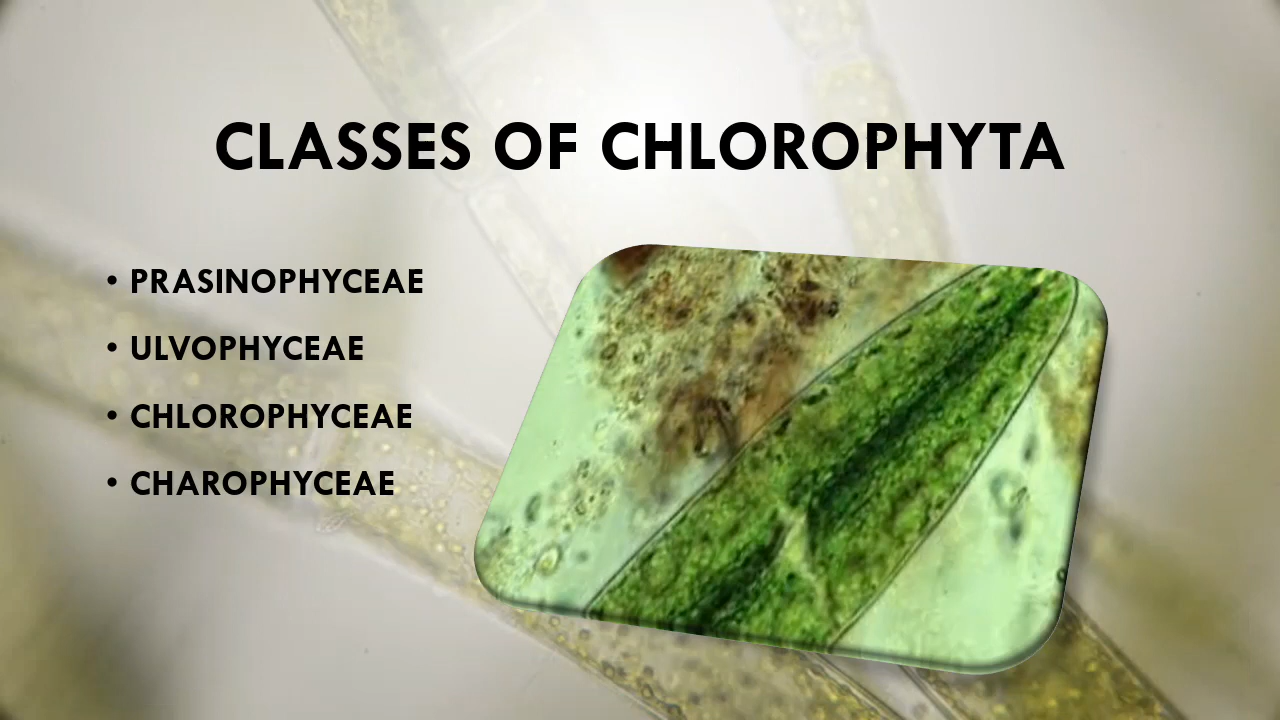 CLASSES OF CHLOROPHYTA
• PRASINOPHYCEAE
• ULVOPHYCEAE
• CHLOROPHYCEAE
• CHAROPHYCEAE